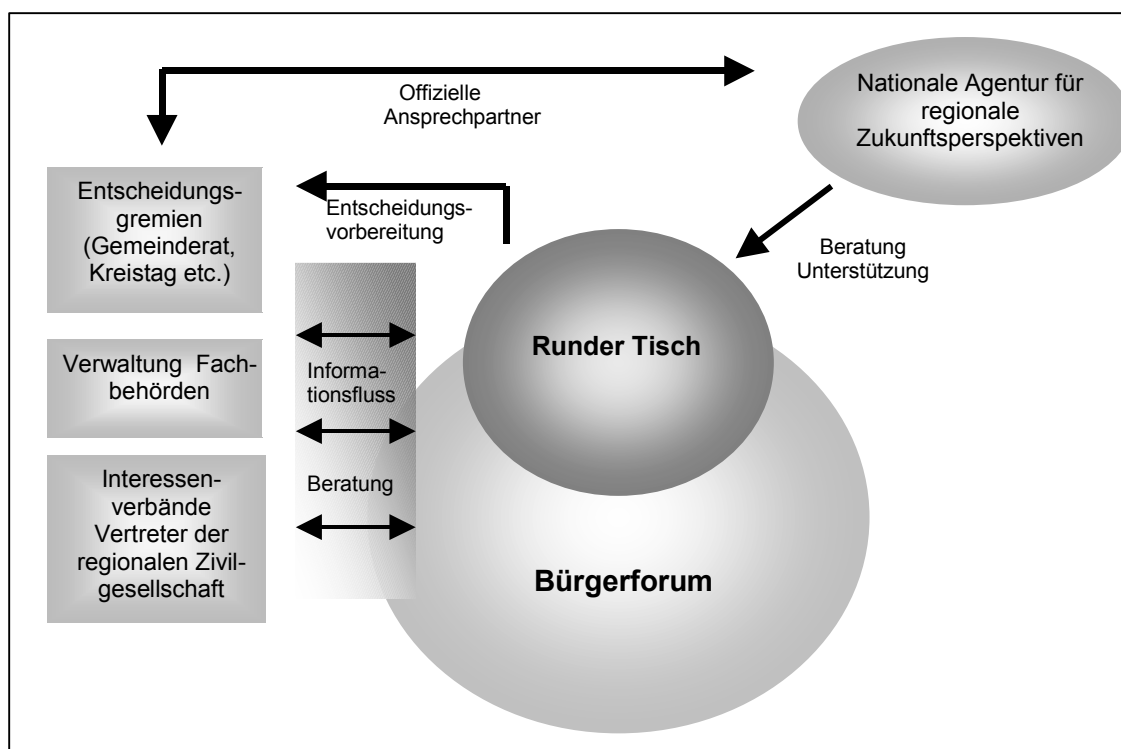 Offizielle
Ansprechpartner
Nationale Agentur für
regionale
Zukunftsperspektiven
Entscheidungs-
gremien
(Gemeinderat,
Kreistag etc.)
Entscheidungs-
vorbereitung
Beratung
Unterstützung
Runder Tisch
Verwaltung Fach-
behörden
Informa-
tionsfluss
Interessen-
verbände
Vertreter der
regionalen Zivil-
gesellschaft
Beratung
Bürgerforum